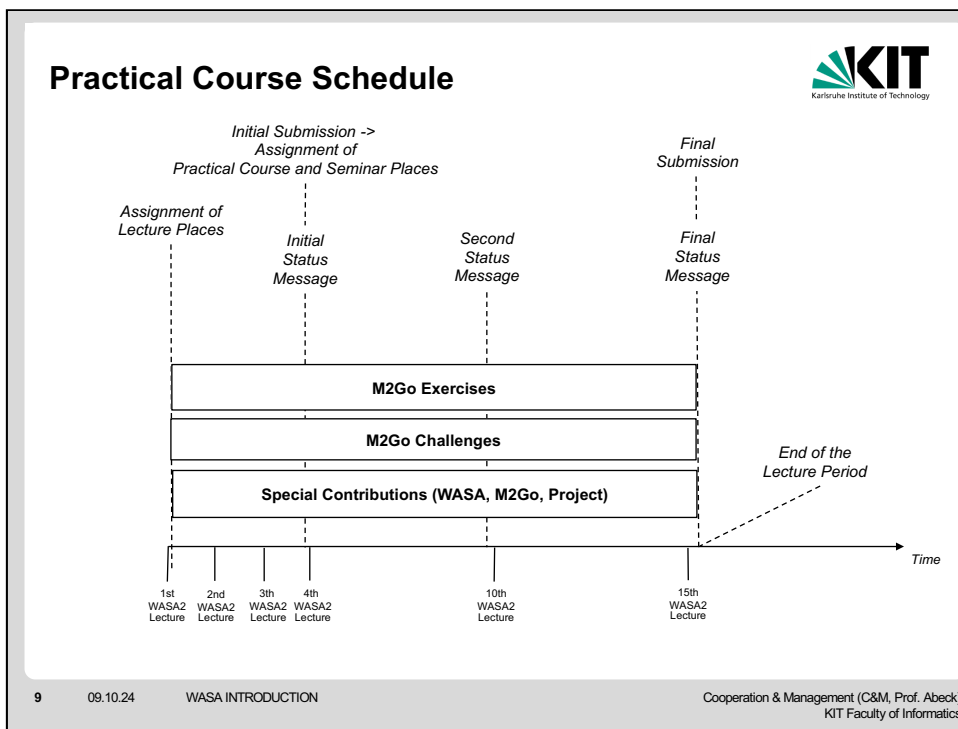 Practical Course Schedule
KIT
Karlsruhe Institute of Technology
Initial Submission ->
Assignment of
Practical Course and Seminar Places
Final
Submission
Assignment of
Lecture Places
Initial
Status
Message
Second
Status
Message
Final
Status
Message
M2Go Exercises
M2Go Challenges
End of the
Lecture Period
Special Contributions (WASA, M2Go, Project)
Time
1st
WASA2
Lecture
2nd
WASA2
Lecture
3th
WASA2
Lecture
4th
WASA2
Lecture
10th
WASA2
Lecture
15th
WASA2
Lecture
9 09.10.24 WASA INTRODUCTION
Cooperation & Management (C&M, Prof. Abeck)
KIT Faculty of Informatics